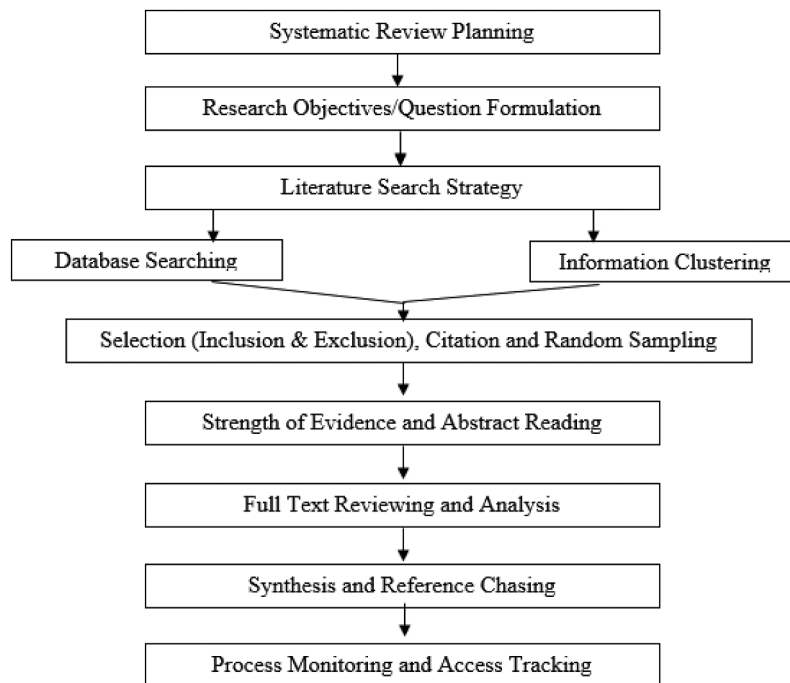 Systematic Review Planning
Research Objectives/Question Formulation
Literature Search Strategy
Database Searching
Information Clustering
Selection (Inclusion & Exclusion), Citation and Random Sampling
Strength of Evidence and Abstract Reading
Full Text Reviewing and Analysis
Synthesis and Reference Chasing
Process Monitoring and Access Tracking